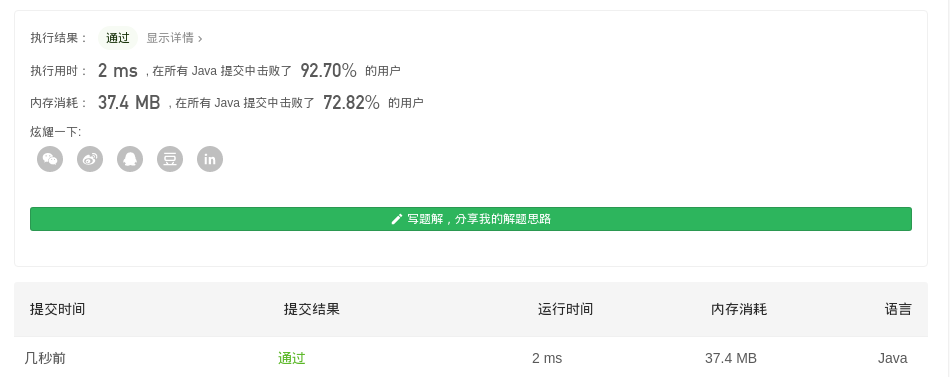 执行结果： 通过 显示详情 ›
执行用时： 2 ms , 在所有 Java 提交中击败了 92.70% 的用户
内存消耗： 37.4 MB , 在所有 Java 提交中击败了 72.82% 的用户
炫耀一下:
豆 in
写题解，分享我的解题思路
提交时间 提交结果 运行时间 内存消耗 语言
几秒前 通过 2 ms 37.4 MB Java